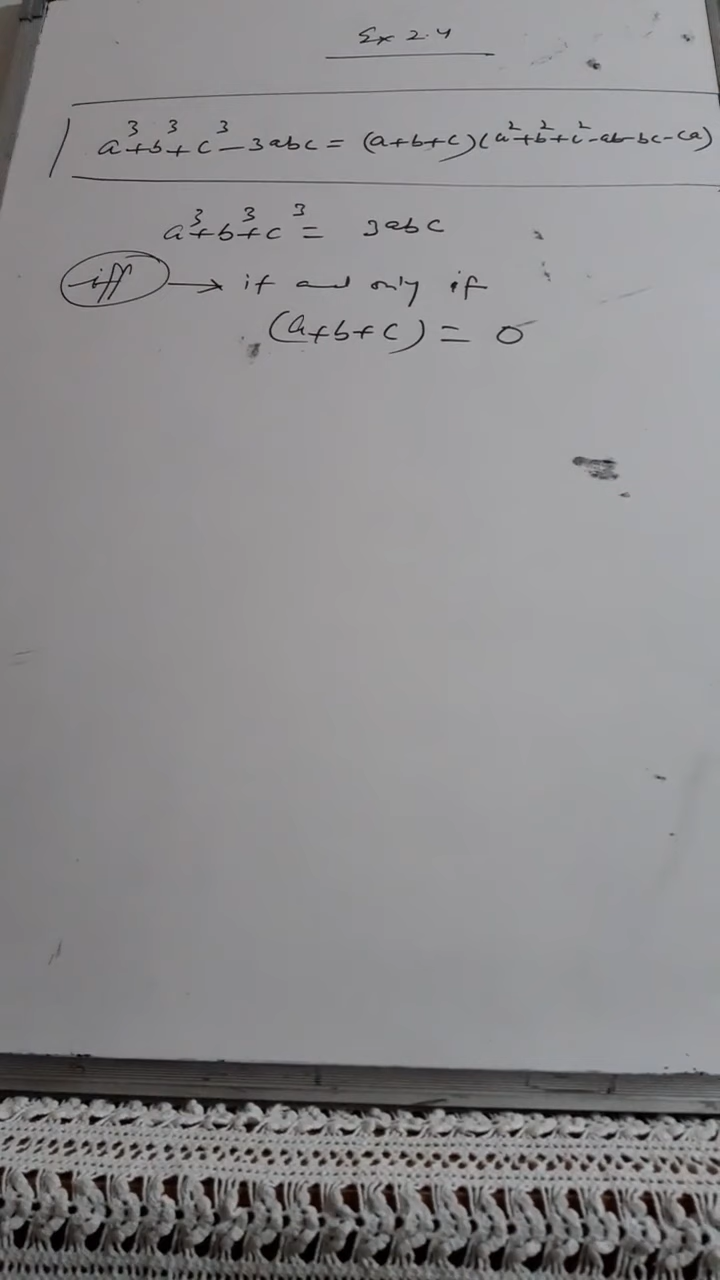 Ex 2.4
a³+b³+c³-3abc = (a+b+c)(a²+b²+c²-ab-bc-ca)
a³+b³+c³ = 3abc
iff → if and only if
(a+b+c) = 0